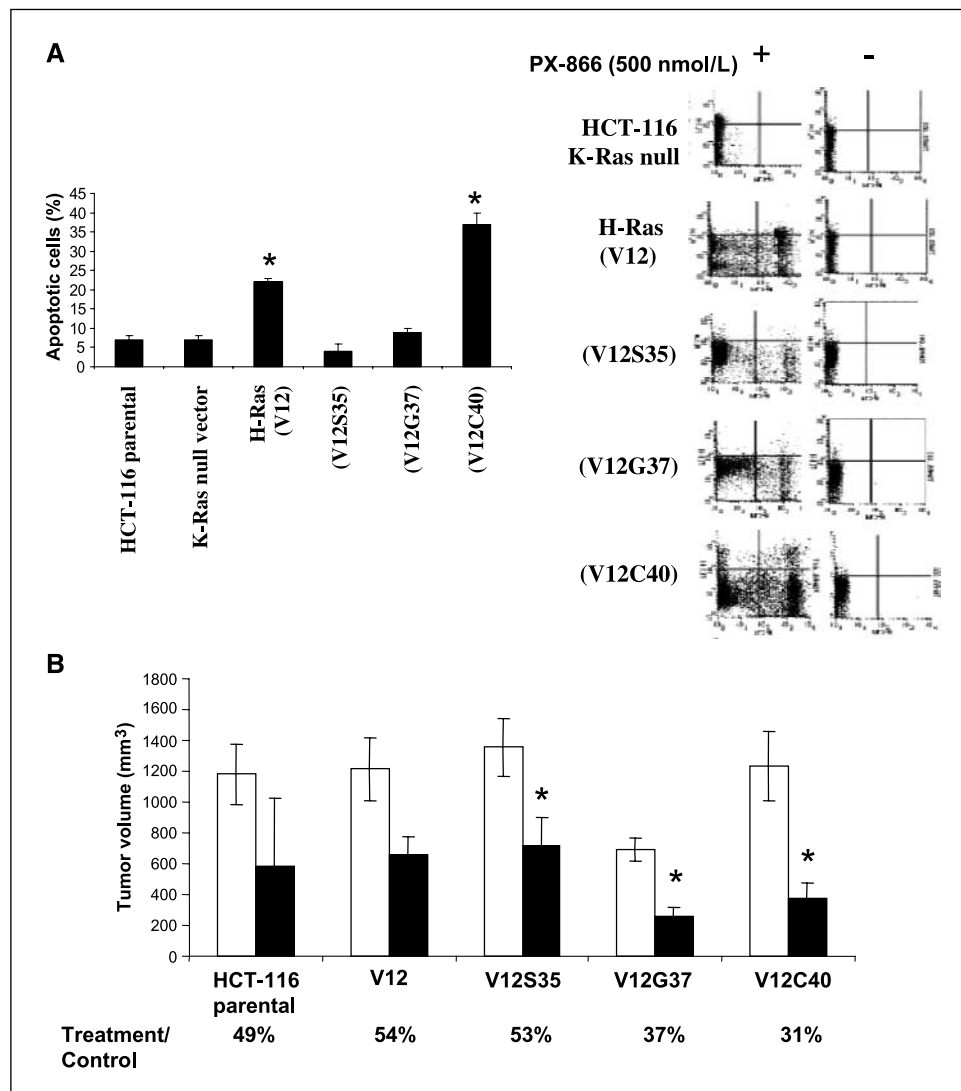 A
PX-866 (500 nmol/L) + -
HCT-116
K-Ras null
H-Ras
(V12)
(V12S35)
(V12G37)
(V12C40)
Apoptotic cells (%)
45
40
35
30
25
20
15
10
5
0
*
*
HCT-116 parental
K-Ras null vector
H-Ras
(V12)
(V12S35)
(V12G37)
(V12C40)
B
Tumor volume (mm³)
1800
1600
1400
1200
1000
800
600
400
200
0
*
*
*
HCT-116
parental
V12
V12S35
V12G37
V12C40
Treatment/
Control
49%
54%
53%
37%
31%